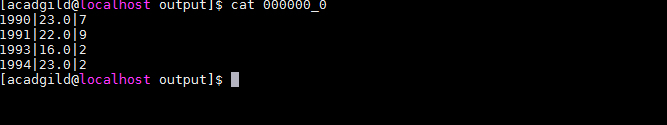 [acadgild@localhost output]$ cat 000000_0
1990|23.0|7
1991|22.0|9
1993|16.0|2
1994|23.0|2
[acadgild@localhost output]$